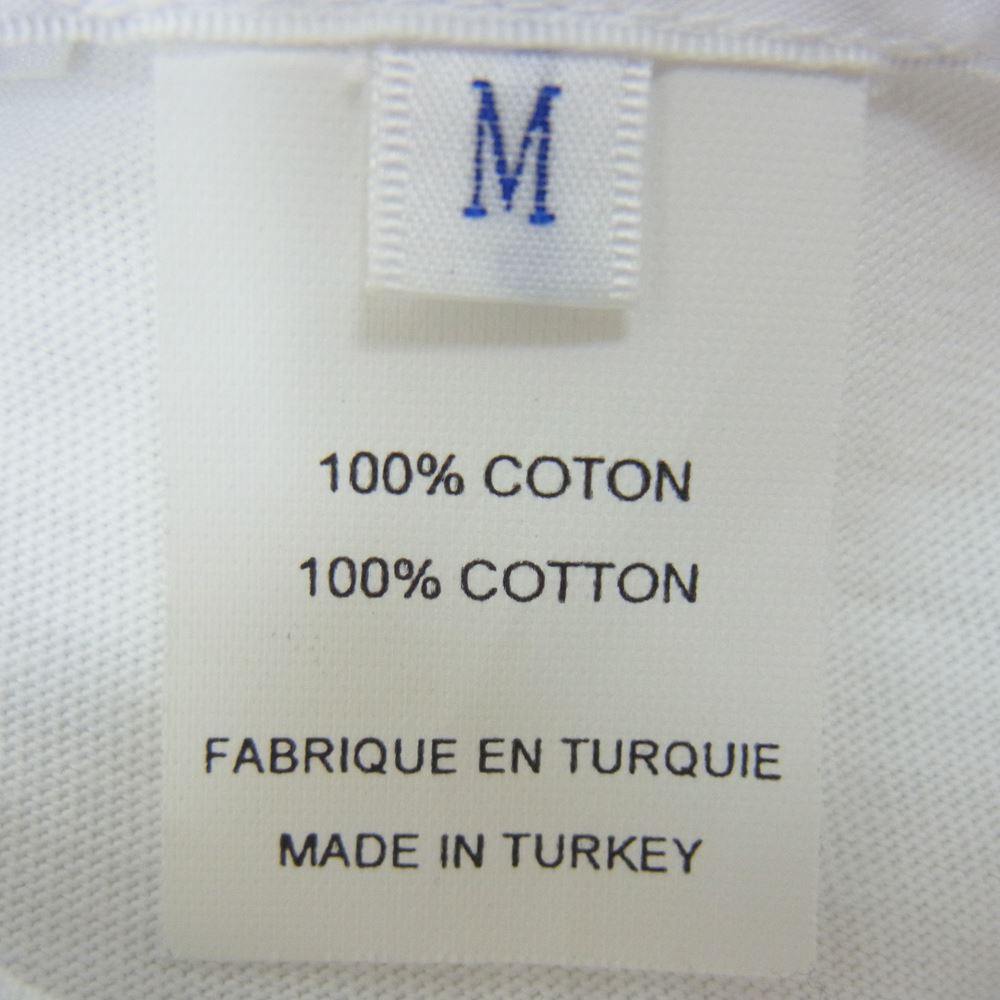 M
100% COTON
100% COTTON
FABRIQUE EN TURQUIE
MADE IN TURKEY